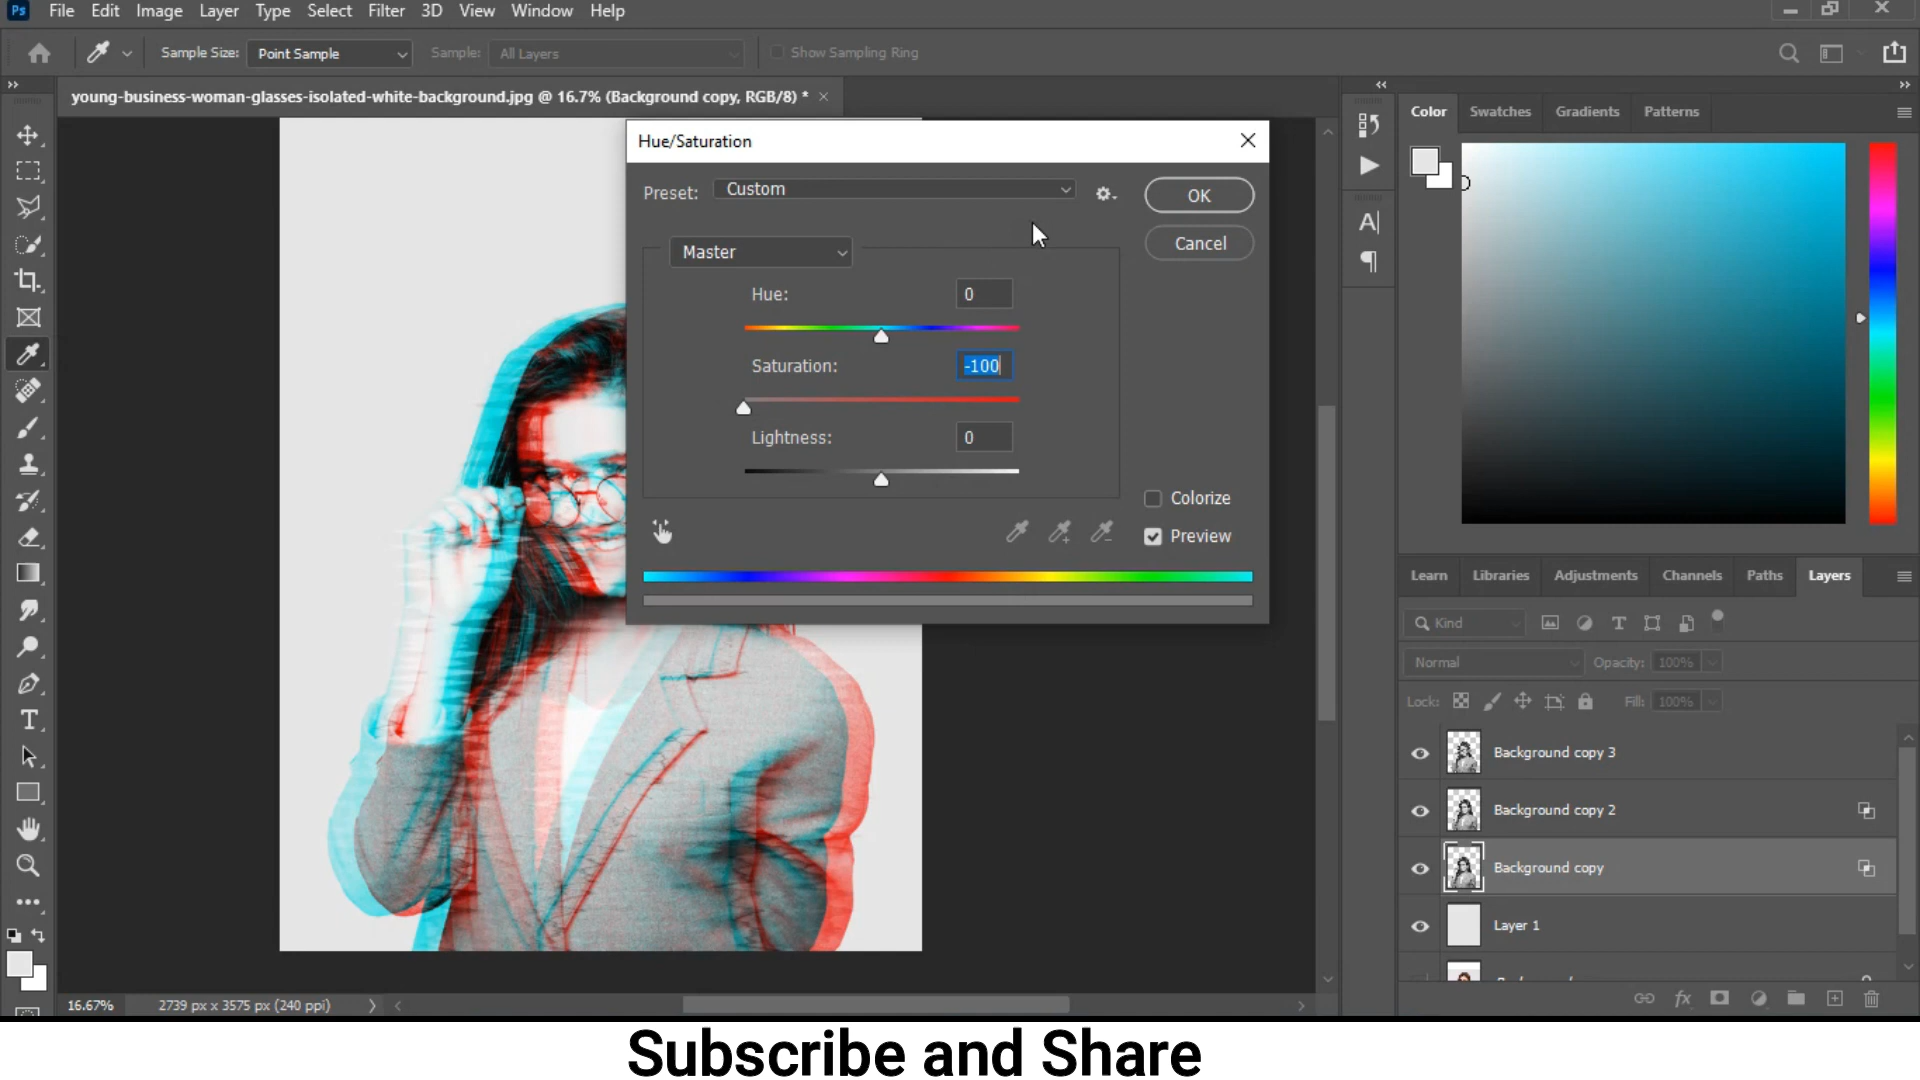 Ps File Edit Image Layer Type Select Filter 3D View Window Help
Sample Size: Point Sample Sample: All Layers Show Sampling Ring
young-business-woman-glasses-isolated-white-background.jpg @ 16.7% (Background copy, RGB/8) *
Hue/Saturation
Preset: Custom
OK
Master
Cancel
Hue: 0
Saturation: -100
Lightness: 0
Colorize
Preview
Color Swatches Gradients Patterns
Learn Libraries Adjustments Channels Paths Layers
Kind
Normal Opacity: 100%
Lock: Fill: 100%
Background copy 3
Background copy 2
Background copy
Layer 1
16.67% 2739 px x 3575 px (240 ppi)
Subscribe and Share